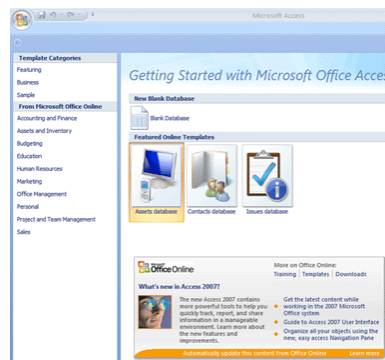 Microsoft Access
Template Categories
Featuring
Business
Sample
From Microsoft Office Online
Accounting and Finance
Assets and Inventory
Budgeting
Education
Human Resources
Marketing
Office Management
Personal
Project and Team Management
Sales
Getting Started with Microsoft Office Acces
New Blank Database
Blank Database
Featured Online Templates
Assets database
Contacts database
Issues database
Microsoft
Office Online
More on Office Online:
Training | Templates | Downloads
What's new in Access 2007?
The new Access 2007 contains
more powerful tools to help you
quickly track, report, and share
information in a manageable
environment. Learn more about
the new features and
improvements.
Get the latest content while
working in the 2007 Microsoft
Office system
Guide to Access 2007 User Interface
Organize all your objects using the
new, easy access Navigation Pane
Automatically update this content from Office Online
Learn more